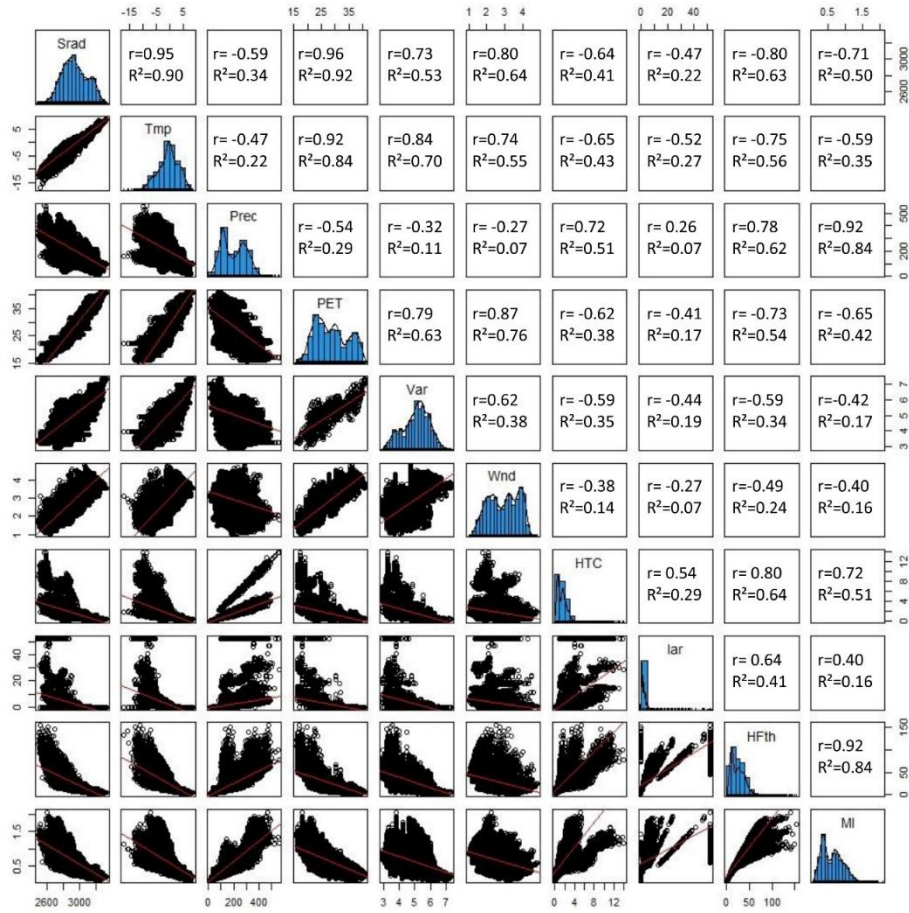 -15 -5 5 15 25 35 1 2 3 4 0 20 40 0.5 1.5
Srad r=0.95 r= -0.59 r=0.96 r=0.73 r=0.80 r= -0.64 r= -0.47 r= -0.80 r= -0.71 2600 3000
R²=0.90 R²=0.34 R²=0.92 R²=0.53 R²=0.64 R²=0.41 R²=0.22 R²=0.63 R²=0.50
-15 -5 5 Tmp r= -0.47 r=0.92 r=0.84 r=0.74 r= -0.65 r= -0.52 r= -0.75 r= -0.59
R²=0.22 R²=0.84 R²=0.70 R²=0.55 R²=0.43 R²=0.27 R²=0.56 R²=0.35
Prec r= -0.54 r= -0.32 r= -0.27 r=0.72 r=0.26 r=0.78 r=0.92 0 200 500
R²=0.29 R²=0.11 R²=0.07 R²=0.51 R²=0.07 R²=0.62 R²=0.84
15 25 35 PET r=0.79 r=0.87 r= -0.62 r= -0.41 r= -0.73 r= -0.65
R²=0.63 R²=0.76 R²=0.38 R²=0.17 R²=0.54 R²=0.42
Var r=0.62 r= -0.59 r= -0.44 r= -0.59 r= -0.42 3 4 5 6 7
R²=0.38 R²=0.35 R²=0.19 R²=0.34 R²=0.17
1 2 3 4 Wnd r= -0.38 r= -0.27 r= -0.49 r= -0.40
R²=0.14 R²=0.07 R²=0.24 R²=0.16
HTC r= 0.54 r= 0.80 r= 0.72 0 4 8 12
R²=0.29 R²=0.64 R²=0.51
0 20 40 Iar r= 0.64 r= 0.40
R²=0.41 R²=0.16
HFth r=0.92 0 50 150
R²=0.84
0.5 1.5 MI
2600 3000 0 200 400 3 4 5 6 7 0 4 8 12 0 50 100